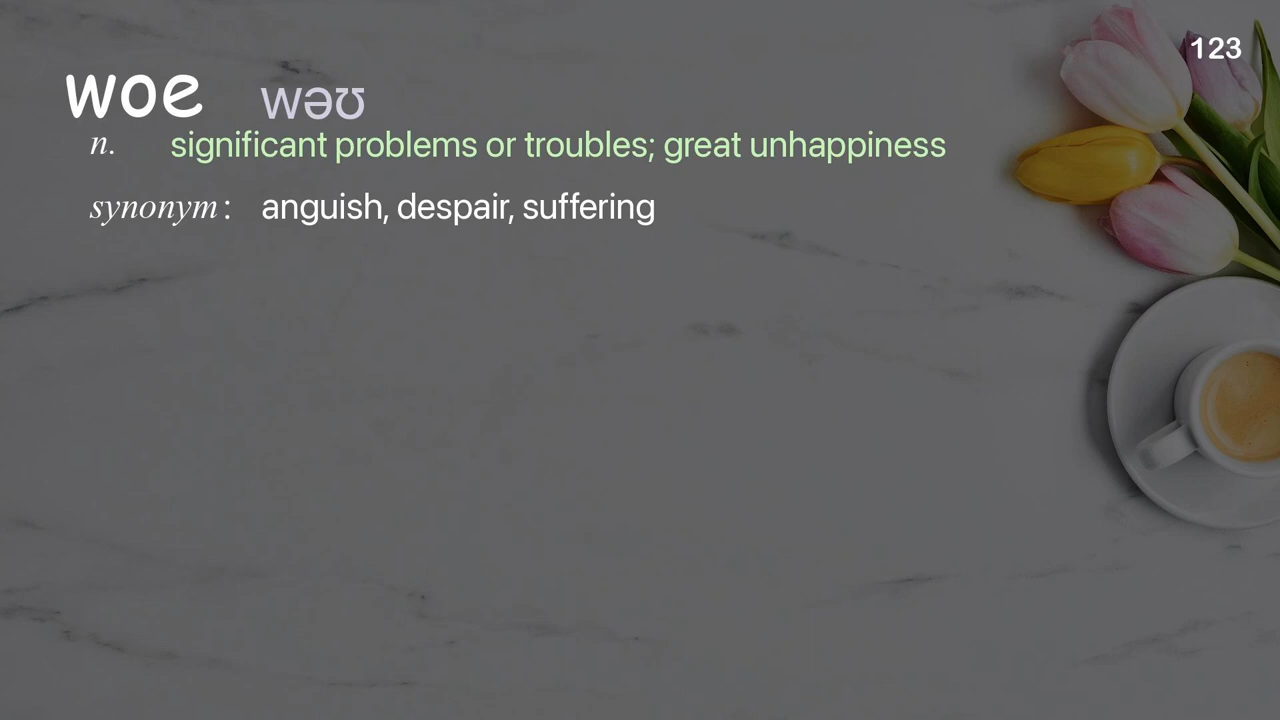 123
woe wəʊ
n. significant problems or troubles; great unhappiness
synonym : anguish, despair, suffering